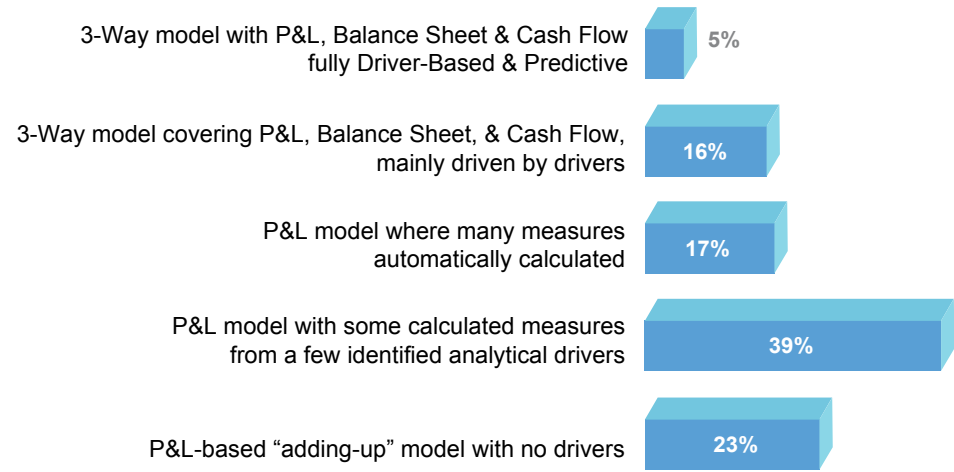 3-Way model with P&L, Balance Sheet & Cash Flow
fully Driver-Based & Predictive
5%
3-Way model covering P&L, Balance Sheet, & Cash Flow,
mainly driven by drivers
16%
P&L model where many measures
automatically calculated
17%
P&L model with some calculated measures
from a few identified analytical drivers
39%
P&L-based “adding-up” model with no drivers
23%